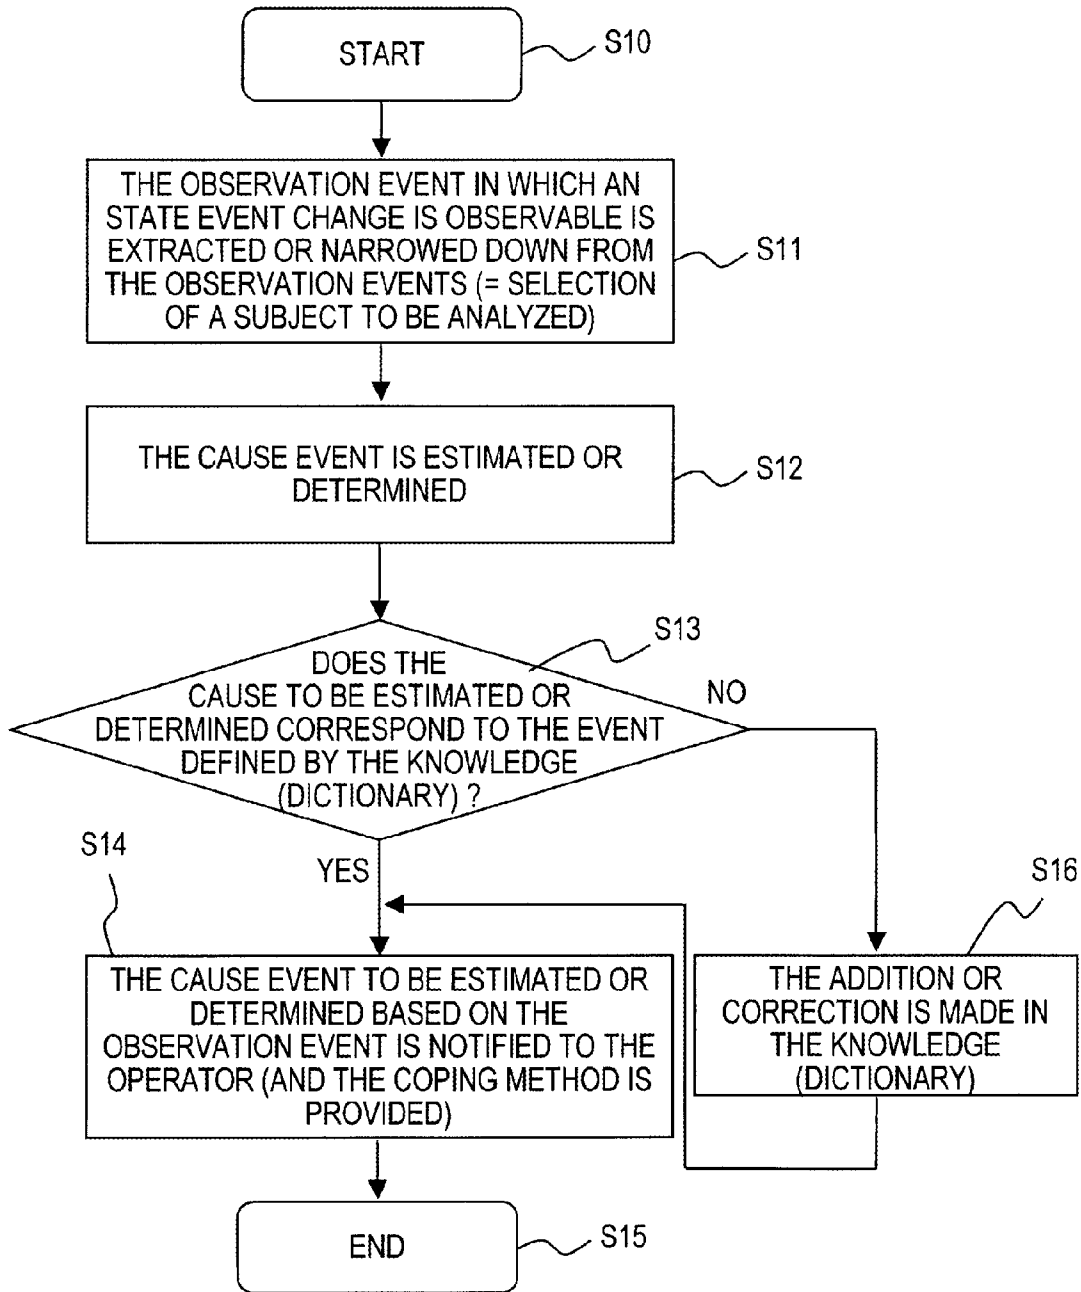 START
S10
THE OBSERVATION EVENT IN WHICH AN
STATE EVENT CHANGE IS OBSERVABLE IS
EXTRACTED OR NARROWED DOWN FROM
THE OBSERVATION EVENTS (= SELECTION
OF A SUBJECT TO BE ANALYZED)
S11
THE CAUSE EVENT IS ESTIMATED OR
DETERMINED
S12
S13
DOES THE
CAUSE TO BE ESTIMATED OR
DETERMINED CORRESPOND TO THE EVENT
DEFINED BY THE KNOWLEDGE
(DICTIONARY) ?
NO
YES
S14
THE CAUSE EVENT TO BE ESTIMATED OR
DETERMINED BASED ON THE
OBSERVATION EVENT IS NOTIFIED TO THE
OPERATOR (AND THE COPING METHOD IS
PROVIDED)
S16
THE ADDITION OR
CORRECTION IS MADE IN
THE KNOWLEDGE
(DICTIONARY)
END
S15